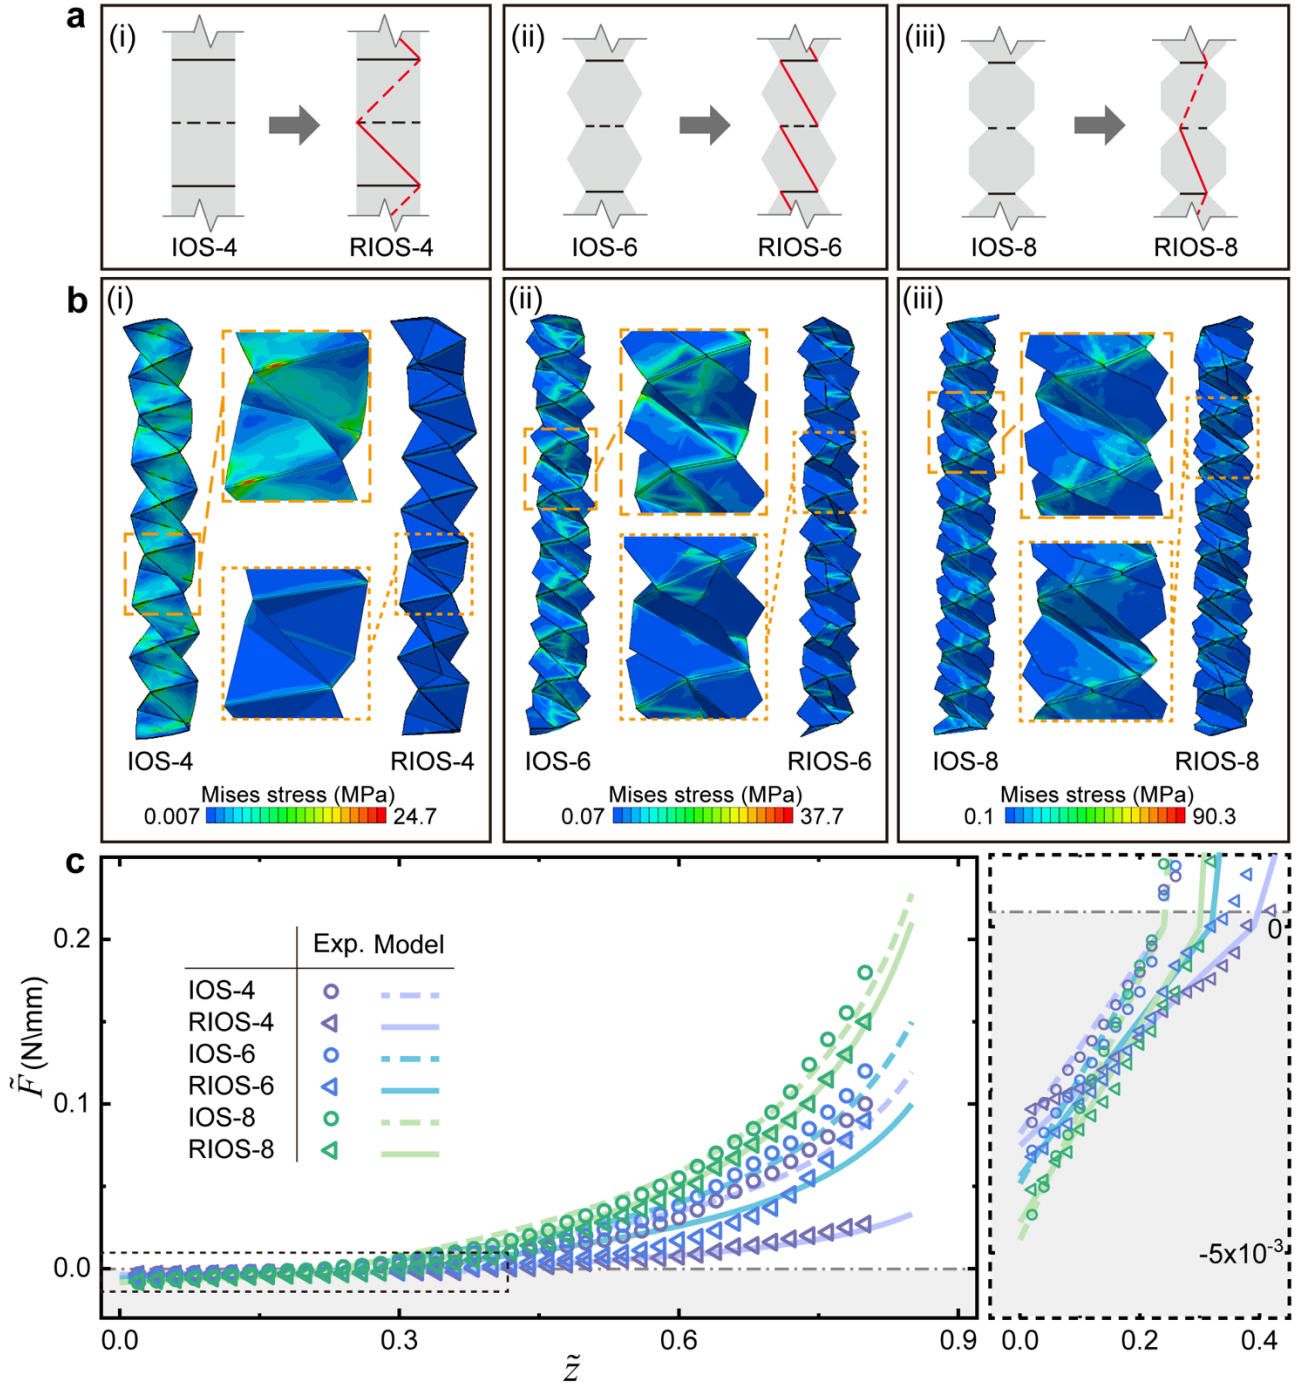 a
(i)
(ii)
(iii)
IOS-4
RIOS-4
IOS-6
RIOS-6
IOS-8
RIOS-8
b
(i)
(ii)
(iii)
IOS-4
RIOS-4
IOS-6
RIOS-6
IOS-8
RIOS-8
Mises stress (MPa)
0.007
24.7
Mises stress (MPa)
0.07
37.7
Mises stress (MPa)
0.1
90.3
c
Exp. Model
IOS-4
RIOS-4
IOS-6
RIOS-6
IOS-8
RIOS-8
F̃ (N\mm)
0.2
0.1
0.0
0.0
0.3
0.6
0.9
z̃
0
-5x10⁻³
0.0
0.2
0.4